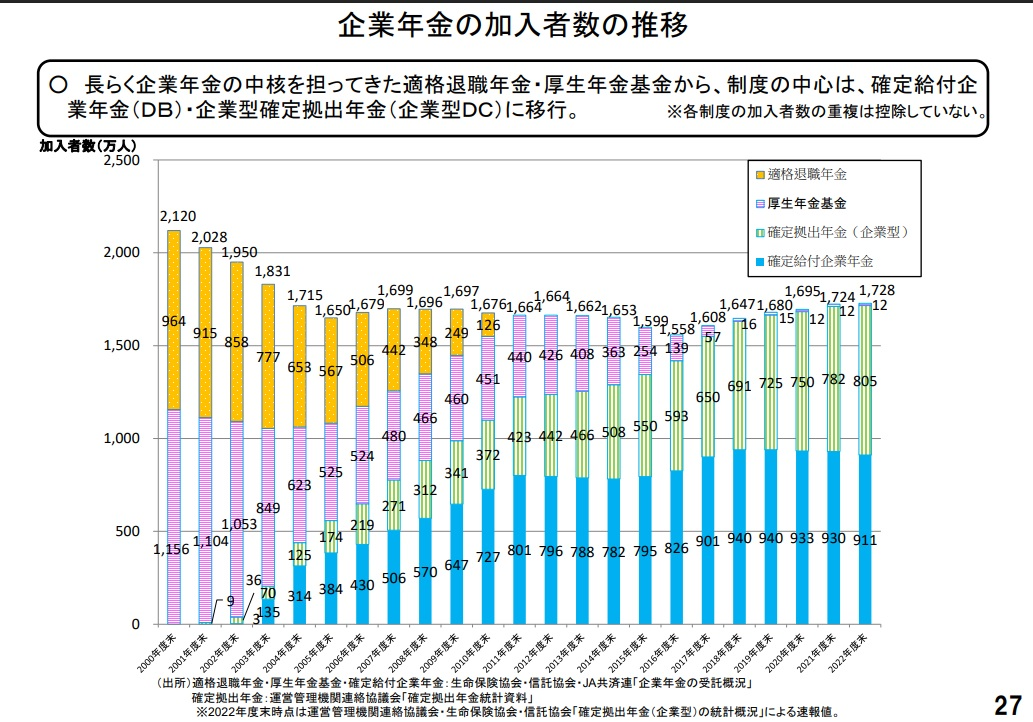 企業年金の加入者数の推移
○ 長らく企業年金の中核を担ってきた適格退職年金・厚生年金基金から、制度の中心は、確定給付企
業年金(DB)・企業型確定拠出年金(企業型DC)に移行。 ※各制度の加入者数の重複は控除していない。
加入者数(万人)
2,500
2,000
1,500
1,000
500
0
適格退職年金
厚生年金基金
確定拠出年金(企業型)
確定給付企業年金
2,120 2,028 1,950 1,831 1,715 1,650 1,679 1,699 1,696 1,697 1,676 1,664 1,664 1,662 1,653 1,599 1,558 1,608 1,647 1,680 1,695 1,724 1,728
964 915 858 777 653 567 506 442 348 249 126
1,156 1,104 1,053 849 623 525 524 480 466 460 451 440 426 408 363 254 139 57 16 15 12 12 12
9 36 70 125 174 219 271 312 341 372 423 442 466 508 550 593 650 691 725 750 782 805
3 135 314 384 430 506 570 647 727 801 796 788 782 795 826 901 940 940 933 930 911
2000年度末 2001年度末 2002年度末 2003年度末 2004年度末 2005年度末 2006年度末 2007年度末 2008年度末 2009年度末 2010年度末 2011年度末 2012年度末 2013年度末 2014年度末 2015年度末 2016年度末 2017年度末 2018年度末 2019年度末 2020年度末 2021年度末 2022年度末
(出所)適格退職年金・厚生年金基金・確定給付企業年金:生命保険協会・信託協会・JA共済連「企業年金の受託概況」
確定拠出年金:運営管理機関連絡協議会「確定拠出年金統計資料」
※2022年度末時点は運営管理機関連絡協議会・生命保険協会・信託協会「確定拠出年金(企業型)の統計概況」による速報値。
27